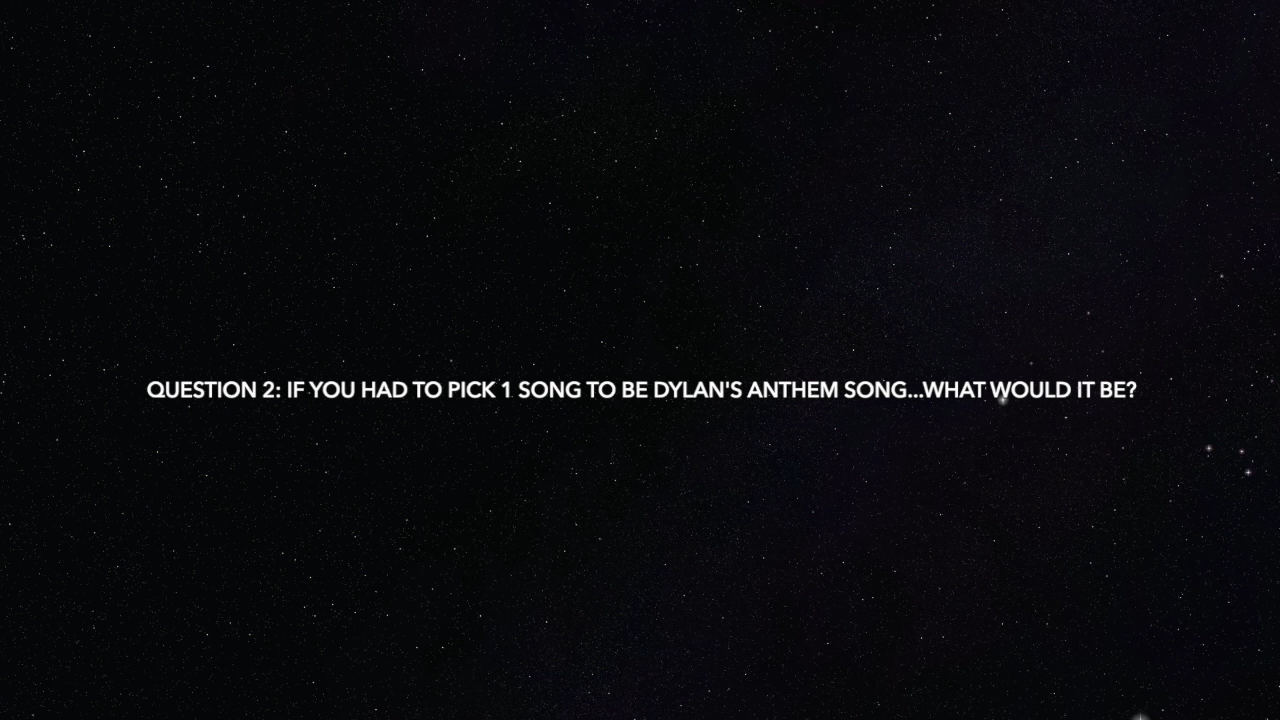 QUESTION 2: IF YOU HAD TO PICK 1 SONG TO BE DYLAN'S ANTHEM SONG...WHAT WOULD IT BE?